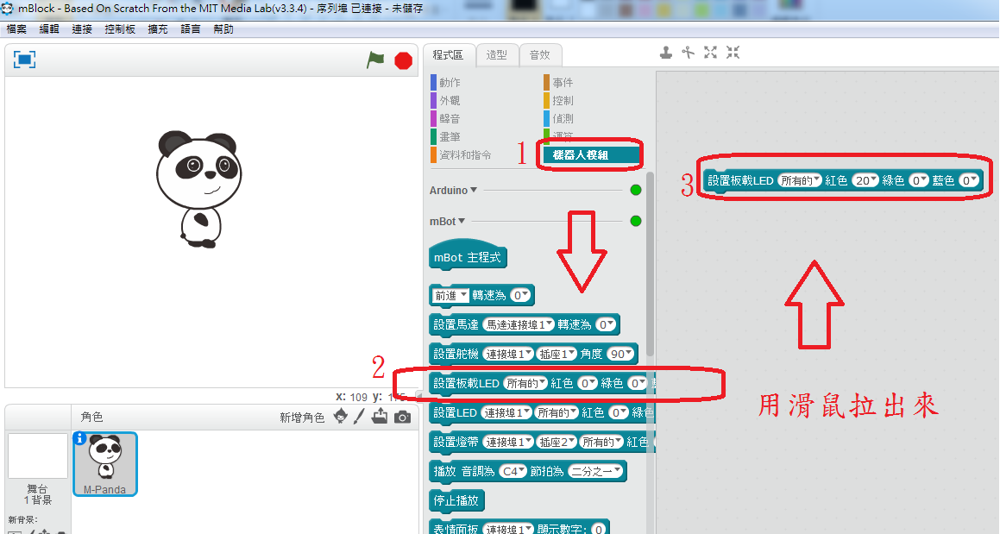 mBlock - Based On Scratch From the MIT Media Lab(v3.3.4) - 序列埠 已連接 - 未儲存
檔案 編輯 連接 控制板 擴充 語言 幫助
程式區 造型 音效
動作 事件
外觀 控制
聲音 偵測
畫筆 運算
資料和指令 機器人模組
1
Arduino
mBot
mBot 主程式
前進 轉速為 0
設置馬達 馬達連接埠1 轉速為 0
設置舵機 連接埠1 插座1 角度 90
2
設置板載LED 所有的 紅色 0 綠色 0
設置LED 連接埠1 所有的 紅色 0 綠色
設置燈帶 連接埠1 插座2 所有的 紅色
播放 音調為 C4 節拍為 二分之一
停止播放
表情面板 連接埠1 顯示數字: 0
3
設置板載LED 所有的 紅色 20 綠色 0 藍色 0
用滑鼠拉出來
X: 109 y:
角色 新增角色
舞台
1 背景
新背景:
M-Panda